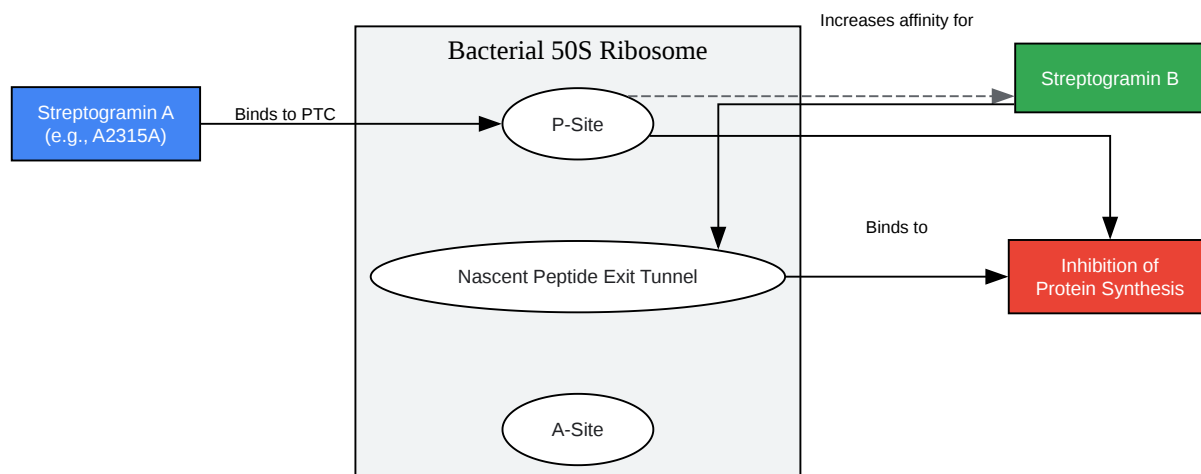 Increases affinity for
Bacterial 50S Ribosome
Streptogramin B
Streptogramin A
(e.g., A2315A)
Binds to PTC
P-Site
Binds to
Nascent Peptide Exit Tunnel
Inhibition of
Protein Synthesis
A-Site